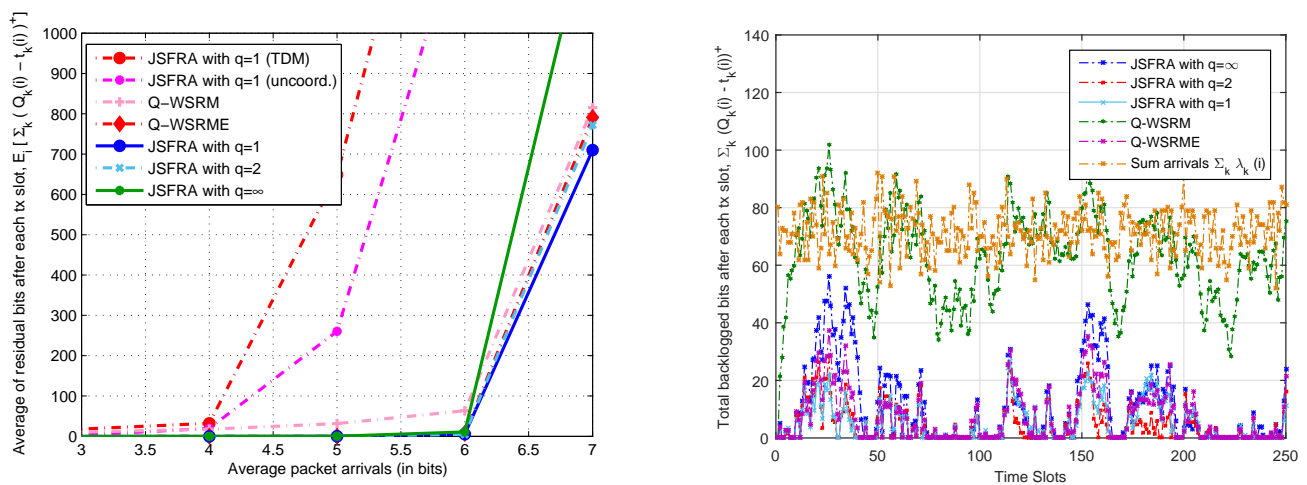 Average of residual bits after each tx slot, E_i [ Σ_k ( Q_k(i) − t_k(i) )^+]
1000
900
800
700
600
500
400
300
200
100
0
JSFRA with q=1 (TDM)
JSFRA with q=1 (uncoord.)
Q−WSRM
Q−WSRME
JSFRA with q=1
JSFRA with q=2
JSFRA with q=∞
3 3.5 4 4.5 5 5.5 6 6.5 7
Average packet arrivals (in bits)
Total backlogged bits after each tx slot, Σ_k (Q_k(i) - t_k(i))^+
140
120
100
80
60
40
20
0
JSFRA with q=∞
JSFRA with q=2
JSFRA with q=1
Q-WSRM
Q-WSRME
Sum arrivals Σ_k λ_k (i)
0 50 100 150 200 250
Time Slots